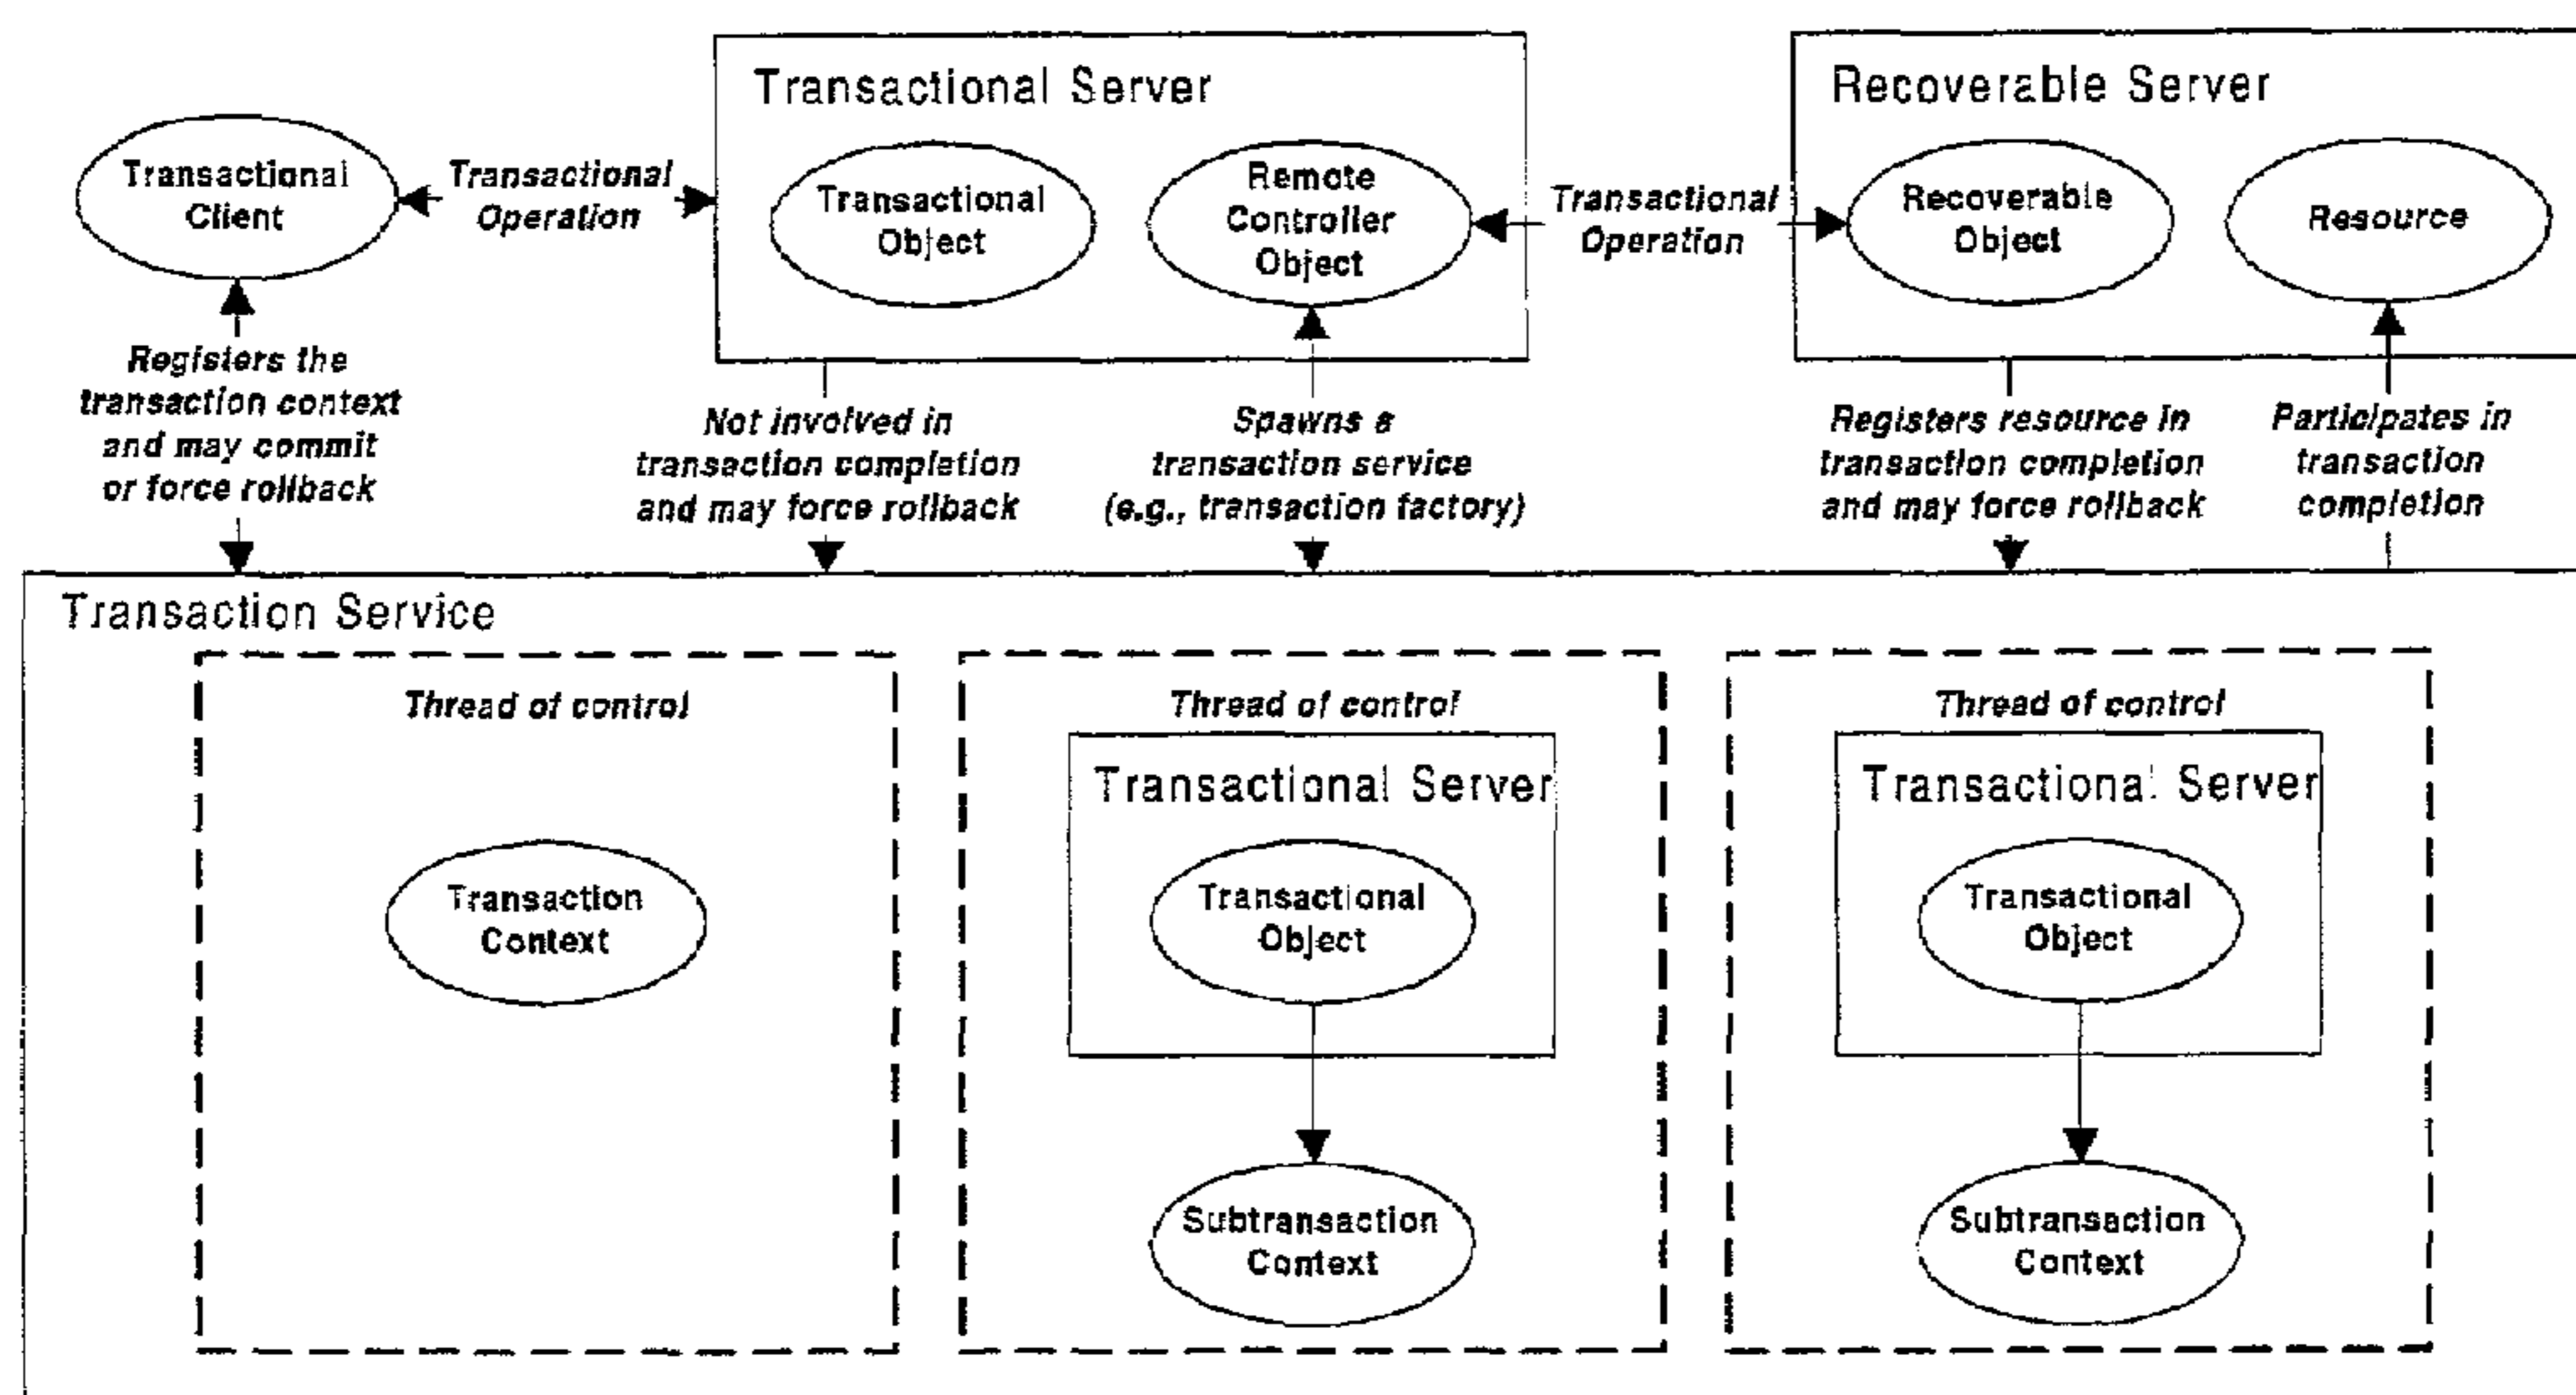 Transactional Server
Recoverable Server
Transactional
Client
Transactional
Operation
Transactional
Object
Remote
Controller
Object
Transactional
Operation
Recoverable
Object
Resource
Registers the
transaction context
and may commit
or force rollback
Not involved in
transaction completion
and may force rollback
Spawns a
transaction service
(e.g., transaction factory)
Registers resource in
transaction completion
and may force rollback
Participates in
transaction
completion
Transaction Service
Thread of control
Transaction
Context
Thread of control
Transactional Server
Transactional
Object
Subtransaction
Context
Thread of control
Transactional Server
Transactional
Object
Subtransaction
Context